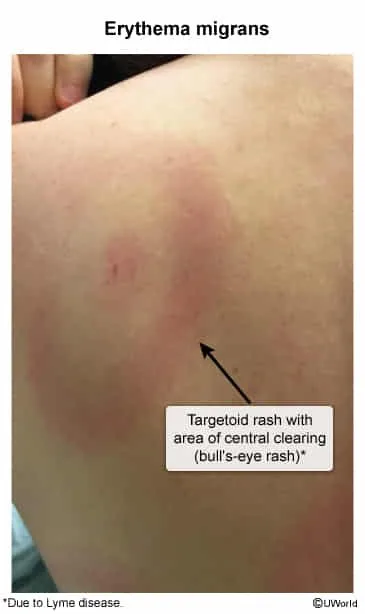 Erythema migrans
Targetoid rash with
area of central clearing
(bull's-eye rash)*
*Due to Lyme disease.
©UWorld